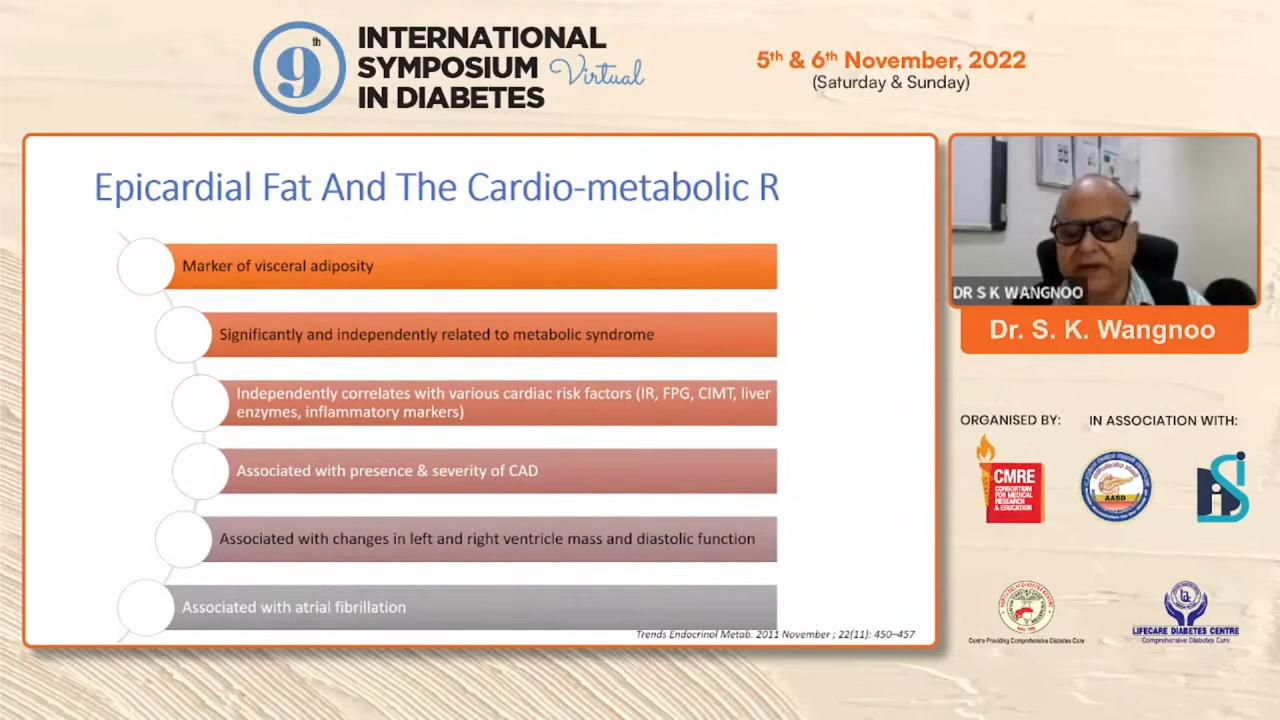 9th
INTERNATIONAL
SYMPOSIUM Virtual
IN DIABETES
5th & 6th November, 2022
(Saturday & Sunday)
Epicardial Fat And The Cardio-metabolic R
Marker of visceral adiposity
Significantly and independently related to metabolic syndrome
Independently correlates with various cardiac risk factors (IR, FPG, CIMT, liver
enzymes, inflammatory markers)
Associated with presence & severity of CAD
Associated with changes in left and right ventricle mass and diastolic function
Associated with atrial fibrillation
Trends Endocrinol Metab. 2011 November ; 22(11): 450–457
DR S K WANGNOO
Dr. S. K. Wangnoo
ORGANISED BY:
IN ASSOCIATION WITH:
CMRE
CONSORTIUM
FOR MEDICAL
RESEARCH
& EDUCATION
AASD
Centre Providing Comprehensive Diabetes Care
LIFECARE DIABETES CENTRE
Comprehensive Diabetes Care